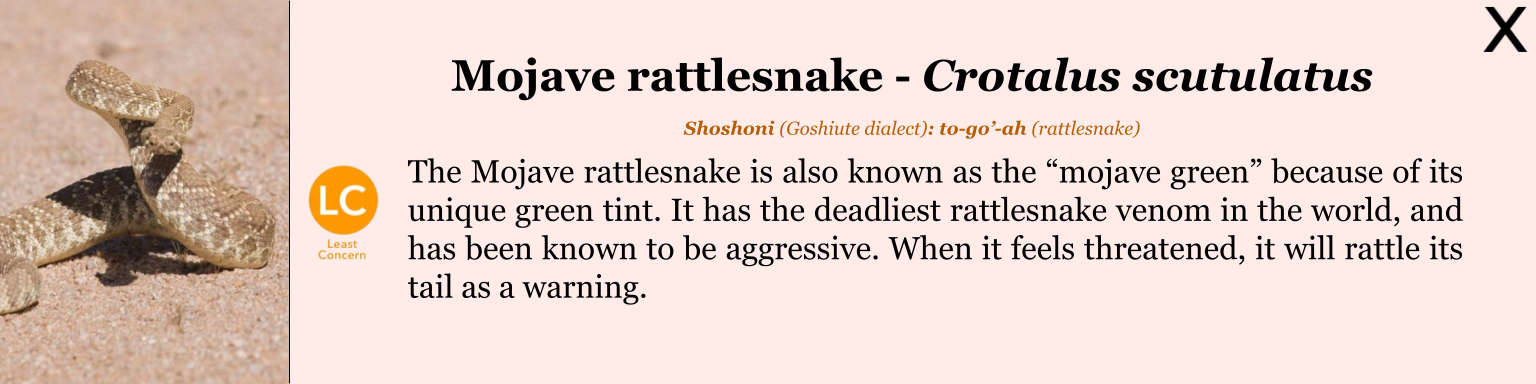 X
Mojave rattlesnake - Crotalus scutulatus
Shoshoni (Goshiute dialect): to-go’-ah (rattlesnake)
LC
Least
Concern
The Mojave rattlesnake is also known as the “mojave green” because of its
unique green tint. It has the deadliest rattlesnake venom in the world, and
has been known to be aggressive. When it feels threatened, it will rattle its
tail as a warning.